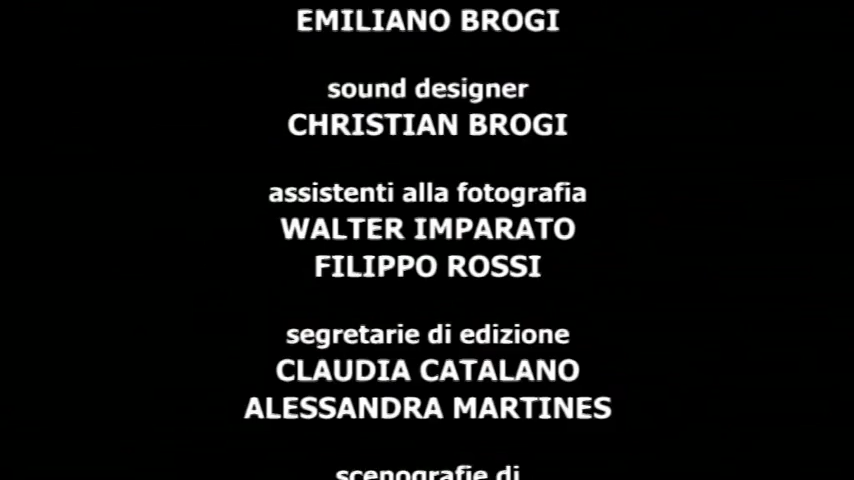 EMILIANO BROGI
sound designer
CHRISTIAN BROGI
assistenti alla fotografia
WALTER IMPARATO
FILIPPO ROSSI
segretarie di edizione
CLAUDIA CATALANO
ALESSANDRA MARTINES
scenografie di